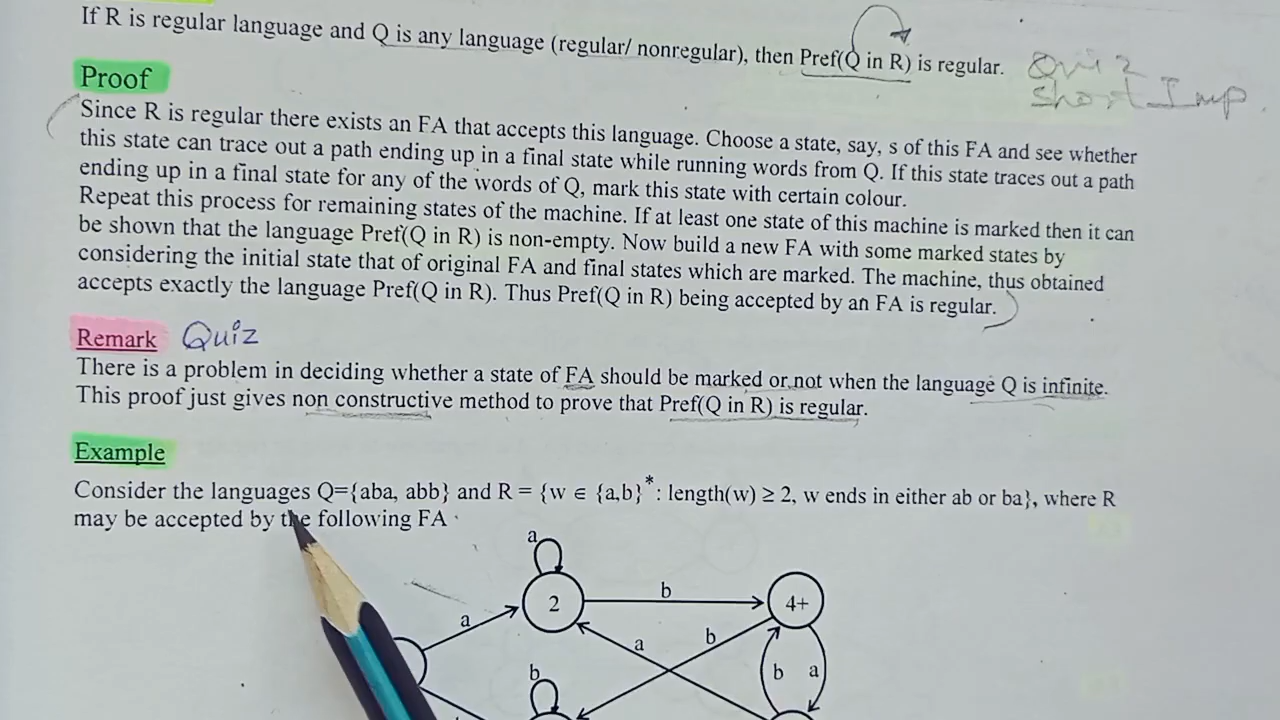 If R is regular language and Q is any language (regular/ nonregular), then Pref(Q in R) is regular.
Quiz
Short Imp.
Proof
Since R is regular there exists an FA that accepts this language. Choose a state, say, s of this FA and see whether
this state can trace out a path ending up in a final state while running words from Q. If this state traces out a path
ending up in a final state for any of the words of Q, mark this state with certain colour.
Repeat this process for remaining states of the machine. If at least one state of this machine is marked then it can
be shown that the language Pref(Q in R) is non-empty. Now build a new FA with some marked states by
considering the initial state that of original FA and final states which are marked. The machine, thus obtained
accepts exactly the language Pref(Q in R). Thus Pref(Q in R) being accepted by an FA is regular.
Remark Quiz
There is a problem in deciding whether a state of FA should be marked or not when the language Q is infinite.
This proof just gives non constructive method to prove that Pref(Q in R) is regular.
Example
Consider the languages Q={aba, abb} and R = {w ∈ {a,b}*: length(w) ≥ 2, w ends in either ab or ba}, where R
may be accepted by the following FA
a
b
2
4+
a
a
b
b
b
a